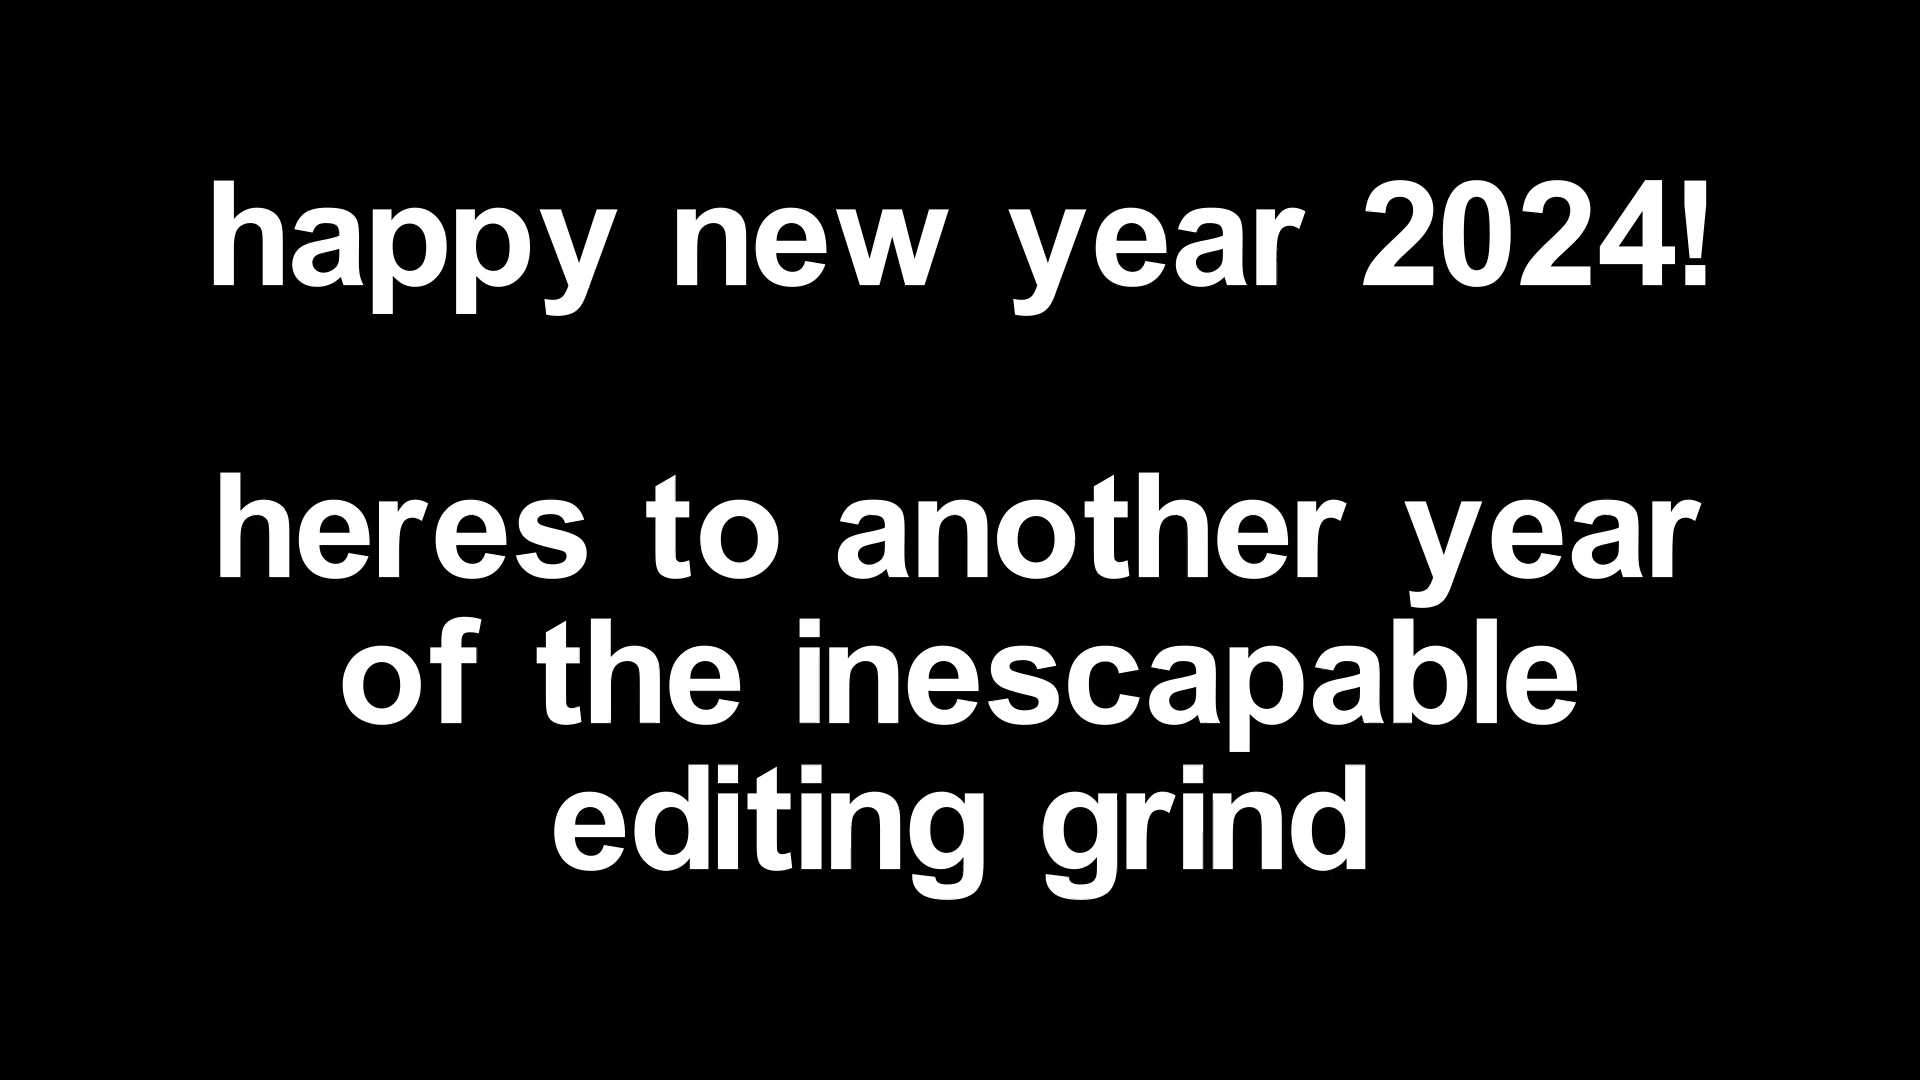 happy new year 2024!
heres to another year
of the inescapable
editing grind